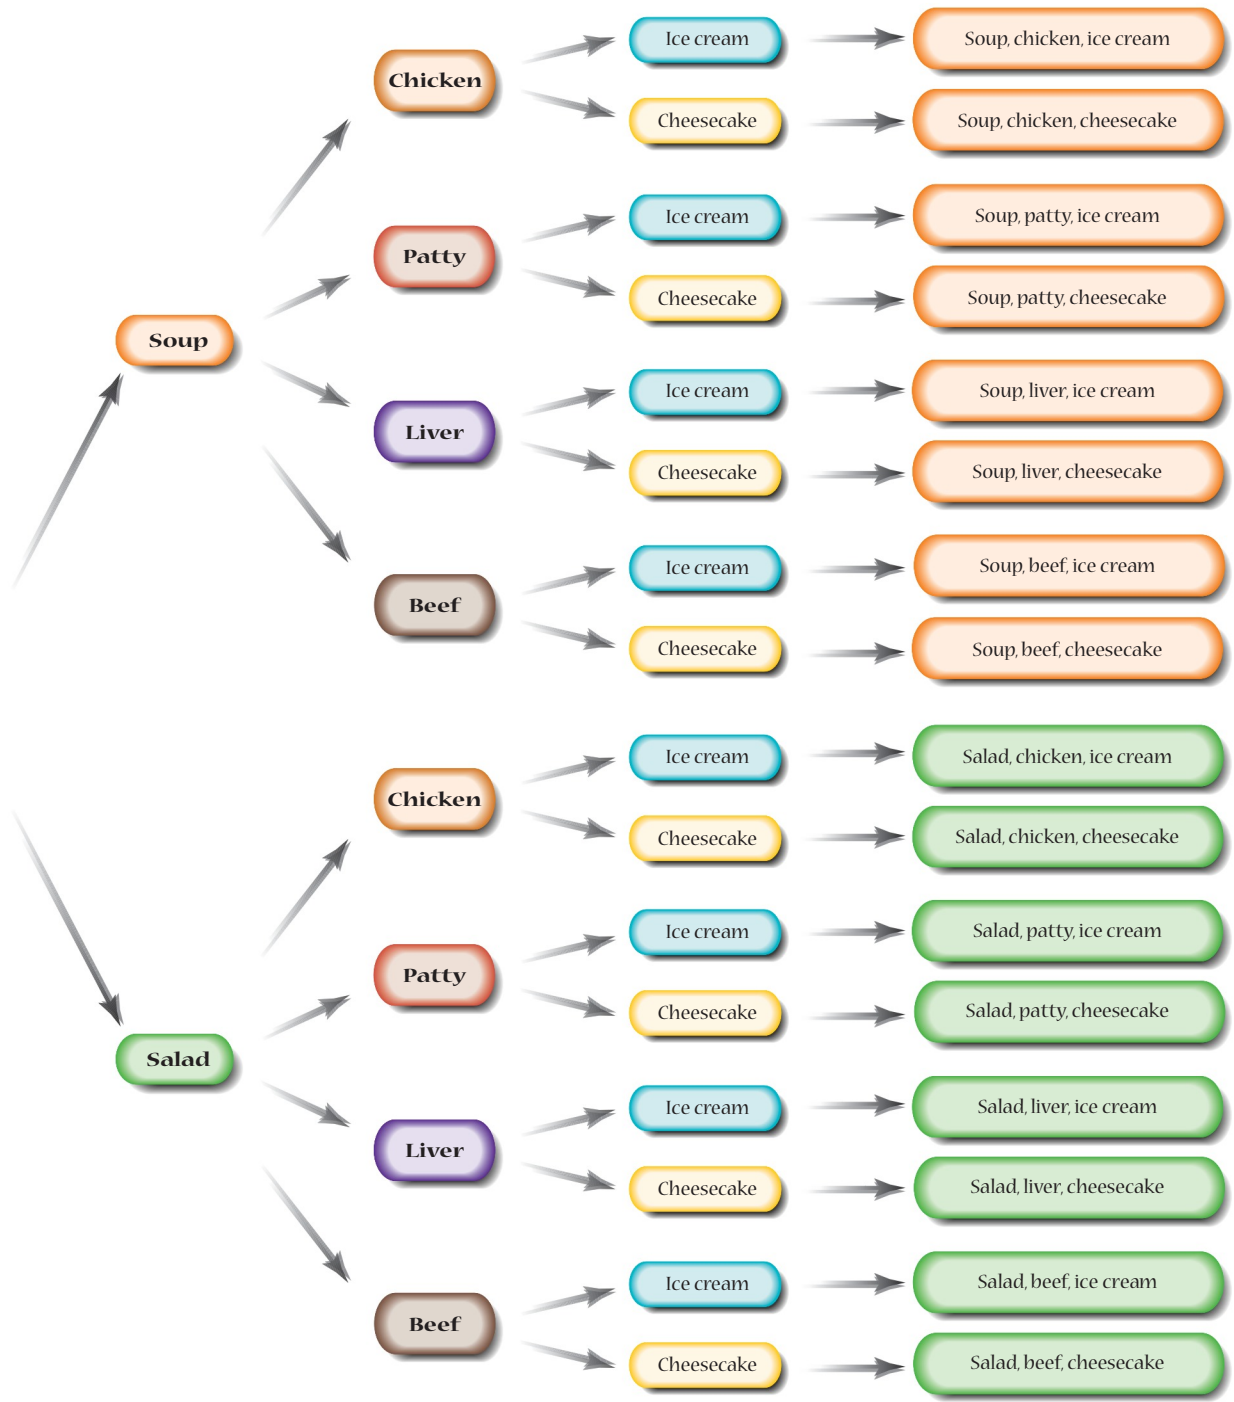 Soup
Chicken
Ice cream
Soup, chicken, ice cream
Cheesecake
Soup, chicken, cheesecake
Patty
Ice cream
Soup, patty, ice cream
Cheesecake
Soup, patty, cheesecake
Liver
Ice cream
Soup, liver, ice cream
Cheesecake
Soup, liver, cheesecake
Beef
Ice cream
Soup, beef, ice cream
Cheesecake
Soup, beef, cheesecake
Salad
Chicken
Ice cream
Salad, chicken, ice cream
Cheesecake
Salad, chicken, cheesecake
Patty
Ice cream
Salad, patty, ice cream
Cheesecake
Salad, patty, cheesecake
Liver
Ice cream
Salad, liver, ice cream
Cheesecake
Salad, liver, cheesecake
Beef
Ice cream
Salad, beef, ice cream
Cheesecake
Salad, beef, cheesecake